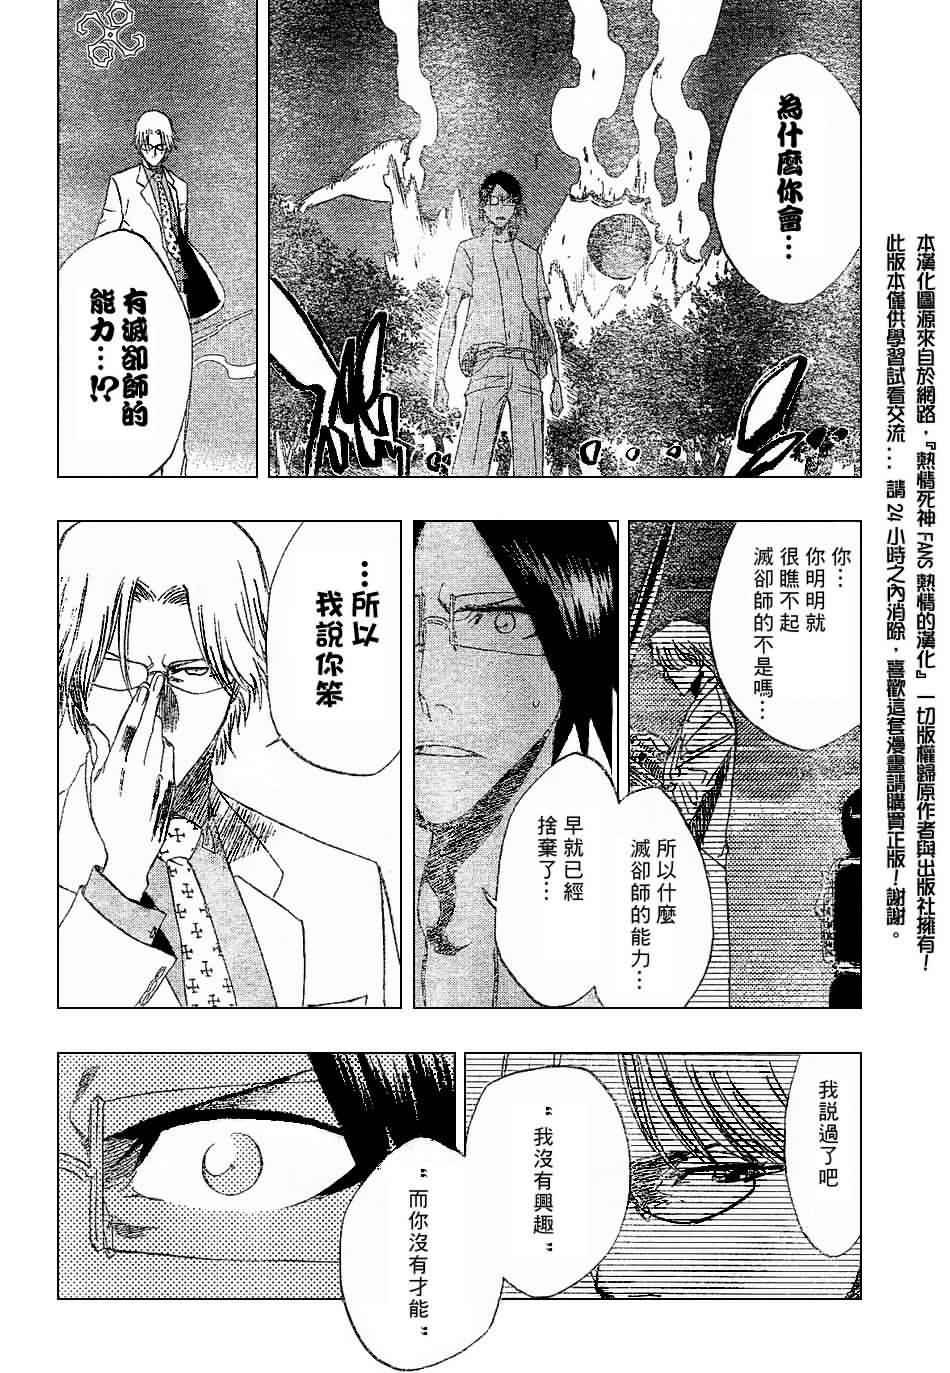 為什麼你會…
有滅卻師的
能力…!?
你…
你明明就
很瞧不起
滅卻師的不是嗎…
所以什麼
滅卻師的能力…
早就已經
捨棄了…
…所以
我說你笨
我說過了吧
“我沒有興趣”
“而你沒有才能”
本漢化圖源來自於網路，『熱情死神 FANS 熱情的漢化』一切版權歸原作者與出版社擁有！
此版本僅供學習試看交流… 請 24 小時之內消除，喜歡這套漫畫請購買正版！謝謝。